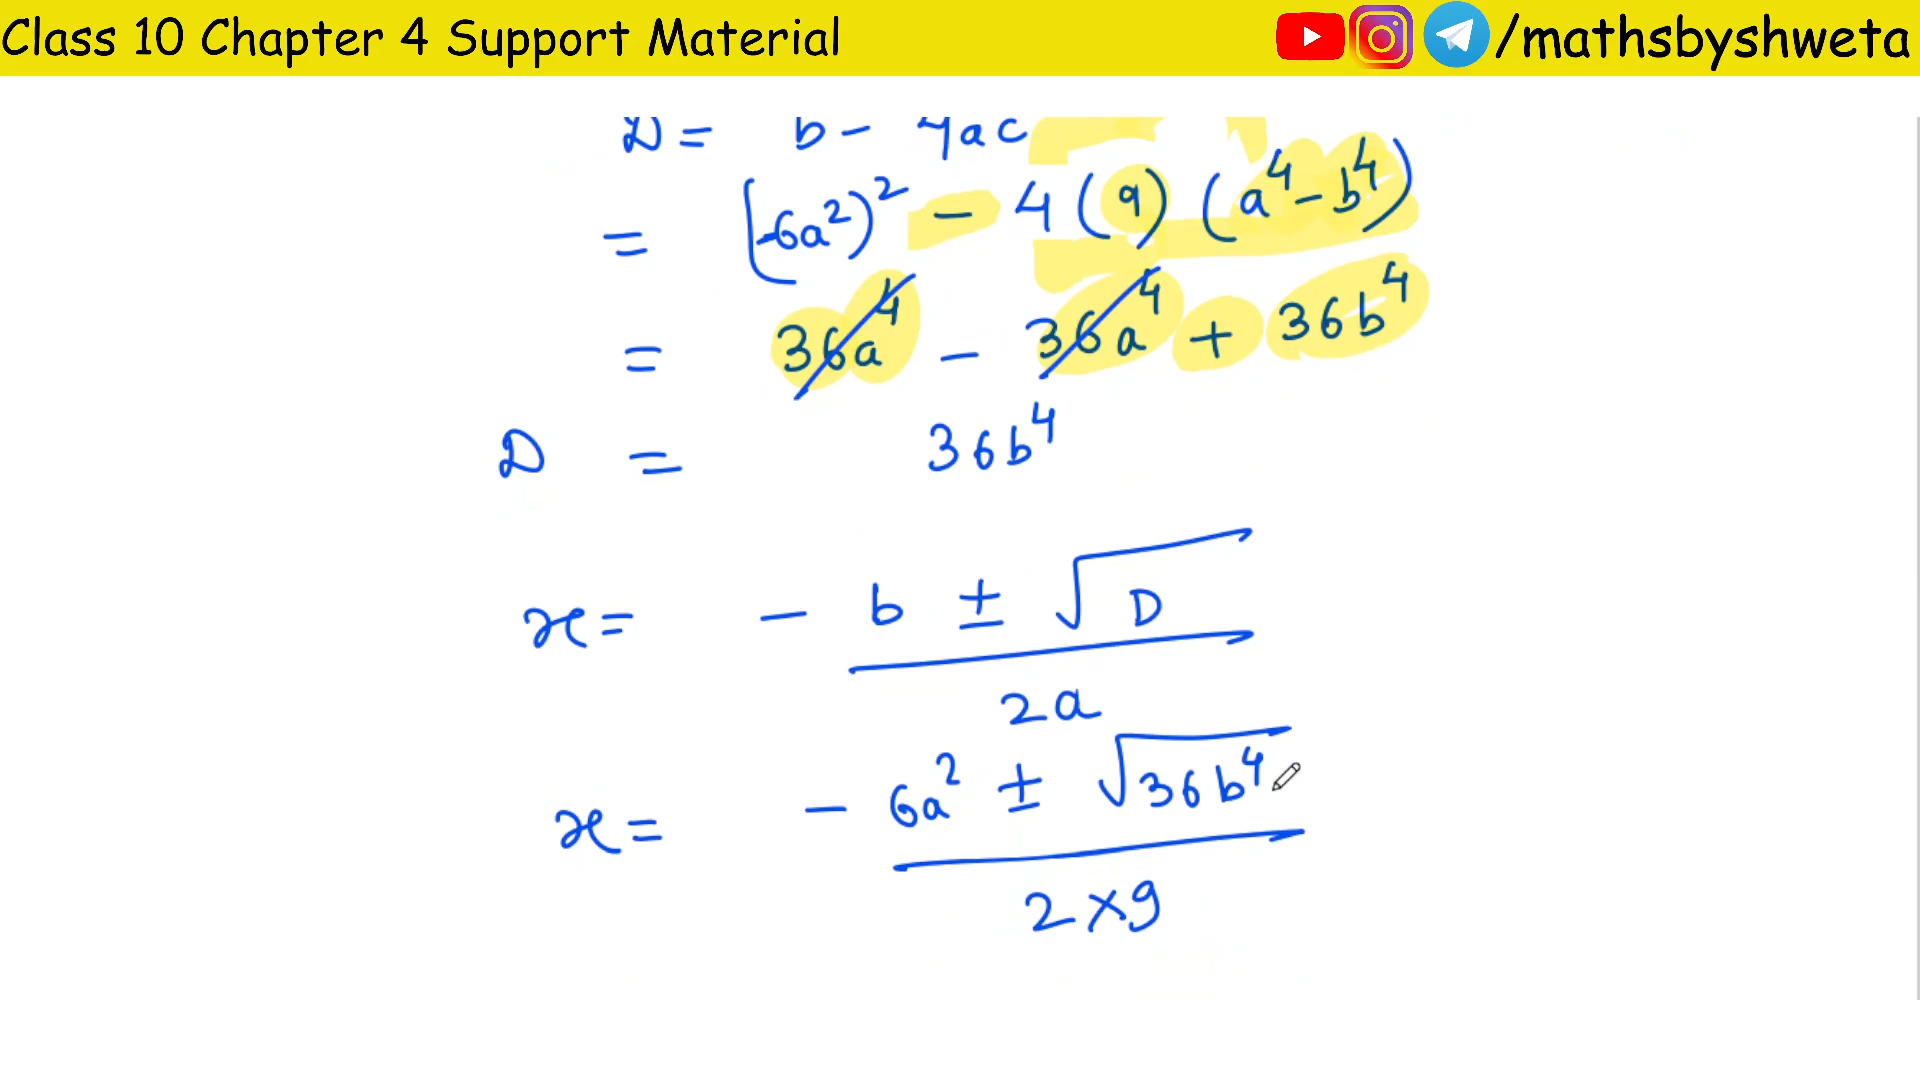 Class 10 Chapter 4 Support Material
/mathsbyshweta
D = b - 4ac
= (-6a²)² - 4(9)(a⁴-b⁴)
= 36a⁴ - 36a⁴ + 36b⁴
D = 36b⁴
x = - b ± √D
2a
x = - 6a² ± √36b⁴
2×9